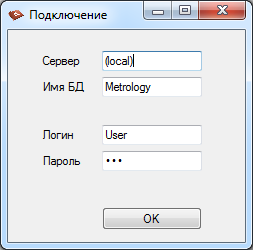 Подключение
Сервер (local)
Имя БД Metrology
Логин User
Пароль •••
OK